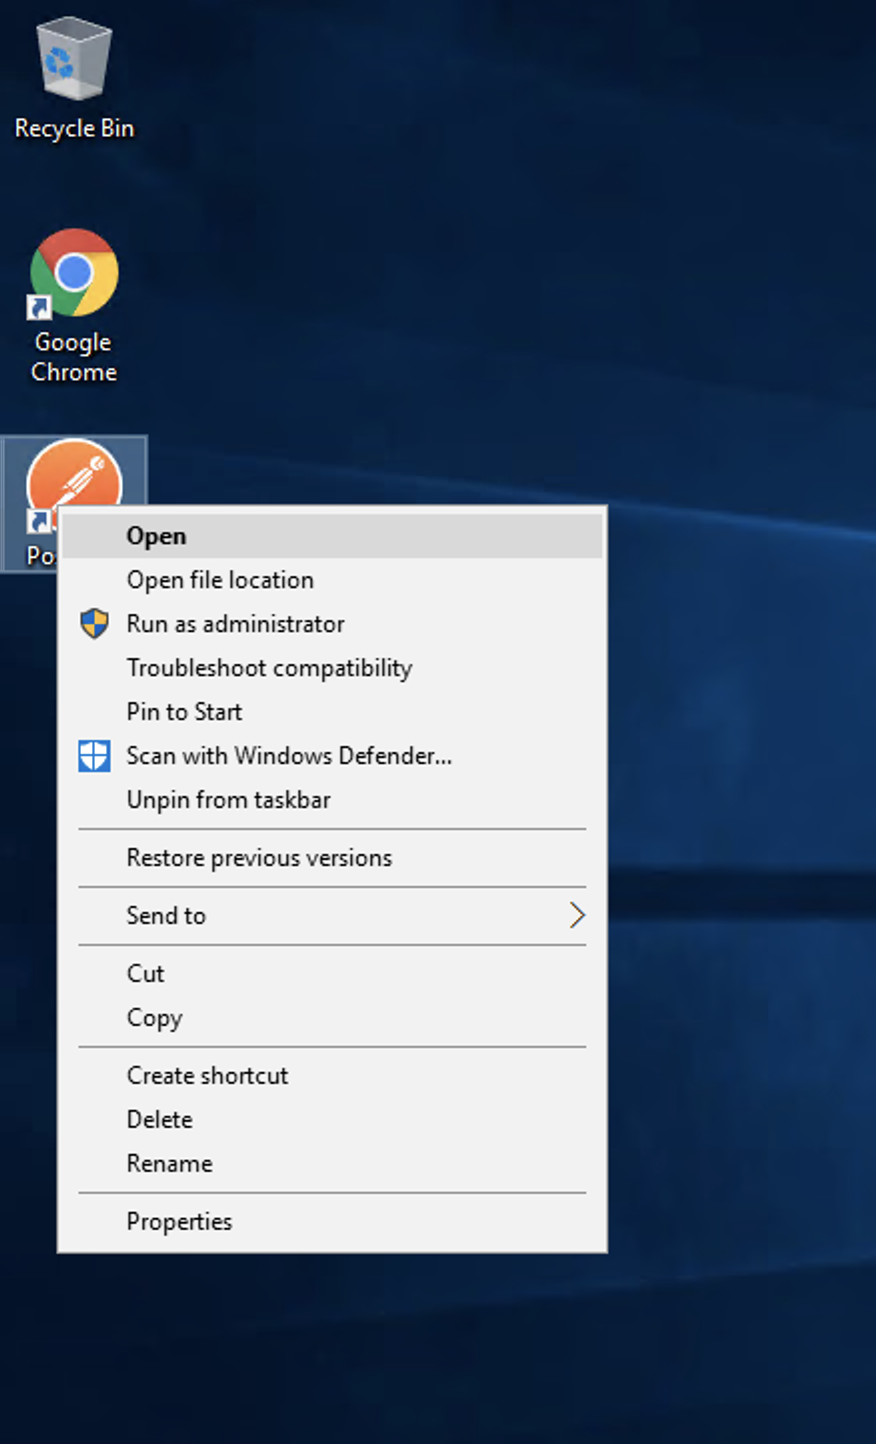 Recycle Bin
Google
Chrome
Open
Open file location
Run as administrator
Troubleshoot compatibility
Pin to Start
Scan with Windows Defender...
Unpin from taskbar
Restore previous versions
Send to
Cut
Copy
Create shortcut
Delete
Rename
Properties